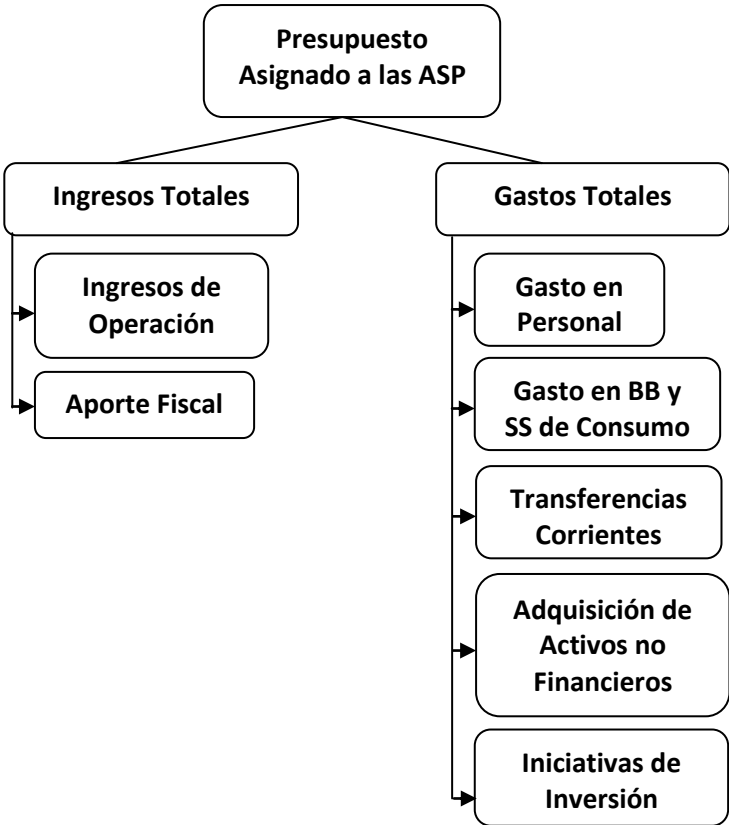 Presupuesto
Asignado a las ASP
Ingresos Totales
Ingresos de
Operación
Aporte Fiscal
Gastos Totales
Gasto en
Personal
Gasto en BB y
SS de Consumo
Transferencias
Corrientes
Adquisición de
Activos no
Financieros
Iniciativas de
Inversión